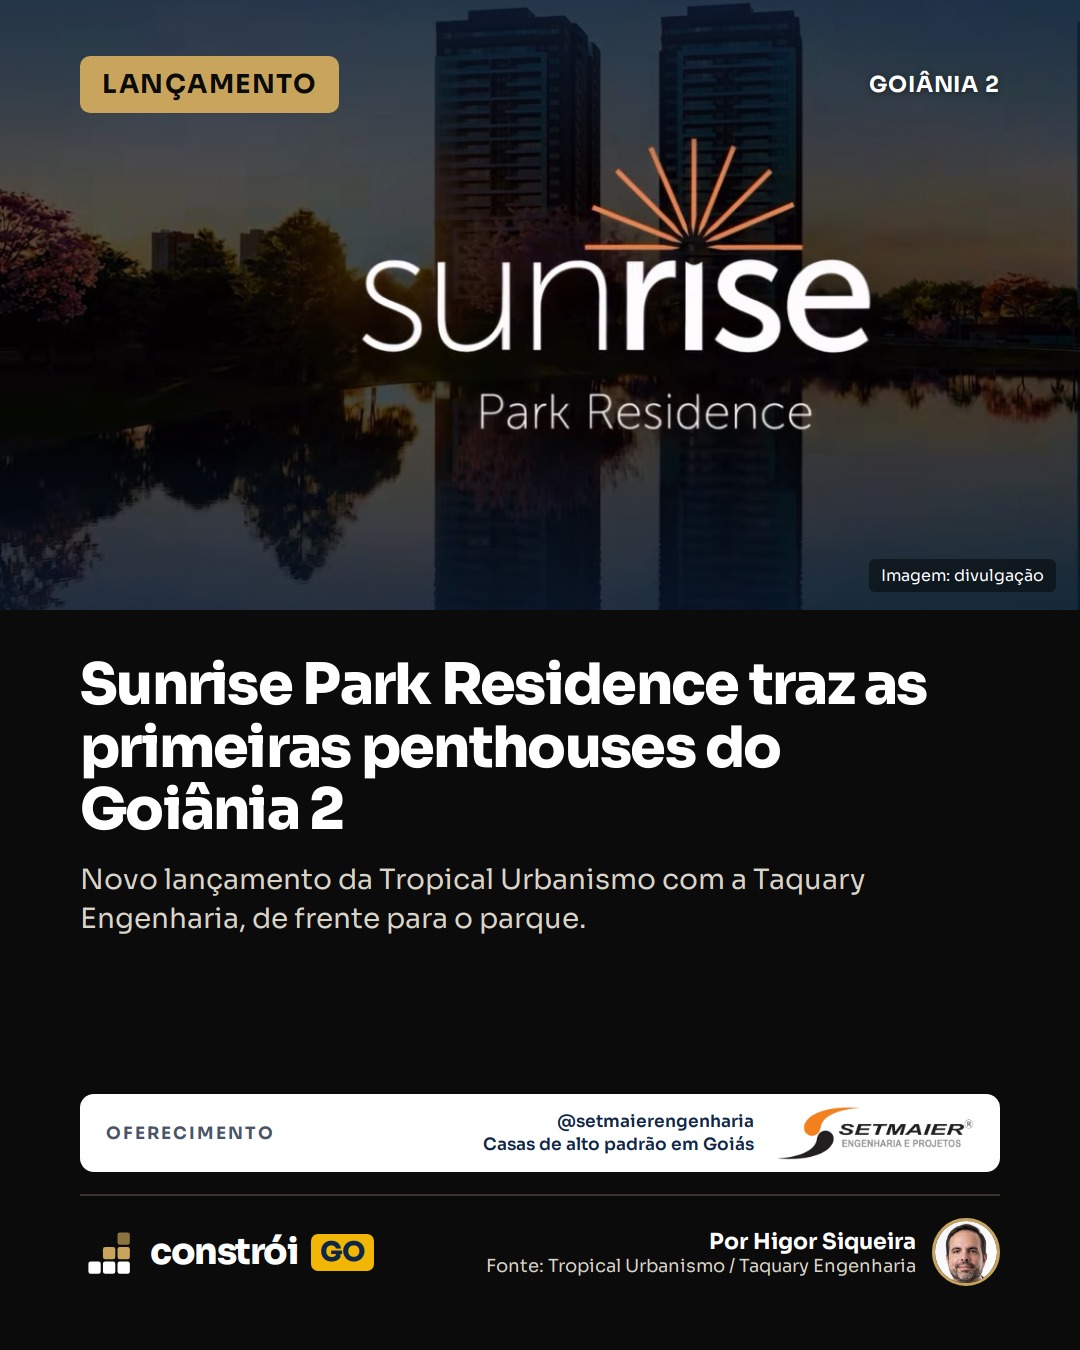 LANÇAMENTO
GOIÂNIA 2
sunrise
Park Residence
Imagem: divulgação
Sunrise Park Residence traz as
primeiras penthouses do
Goiânia 2
Novo lançamento da Tropical Urbanismo com a Taquary
Engenharia, de frente para o parque.
OFERECIMENTO
@setmaierengenharia
Casas de alto padrão em Goiás
SETMAIER®
ENGENHARIA E PROJETOS
constrói GO
Por Higor Siqueira
Fonte: Tropical Urbanismo / Taquary Engenharia